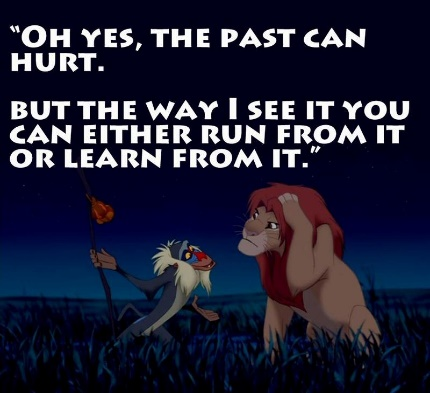 “Oh yes, the past can
hurt.
but the way I see it you
can either run from it
or learn from it.”